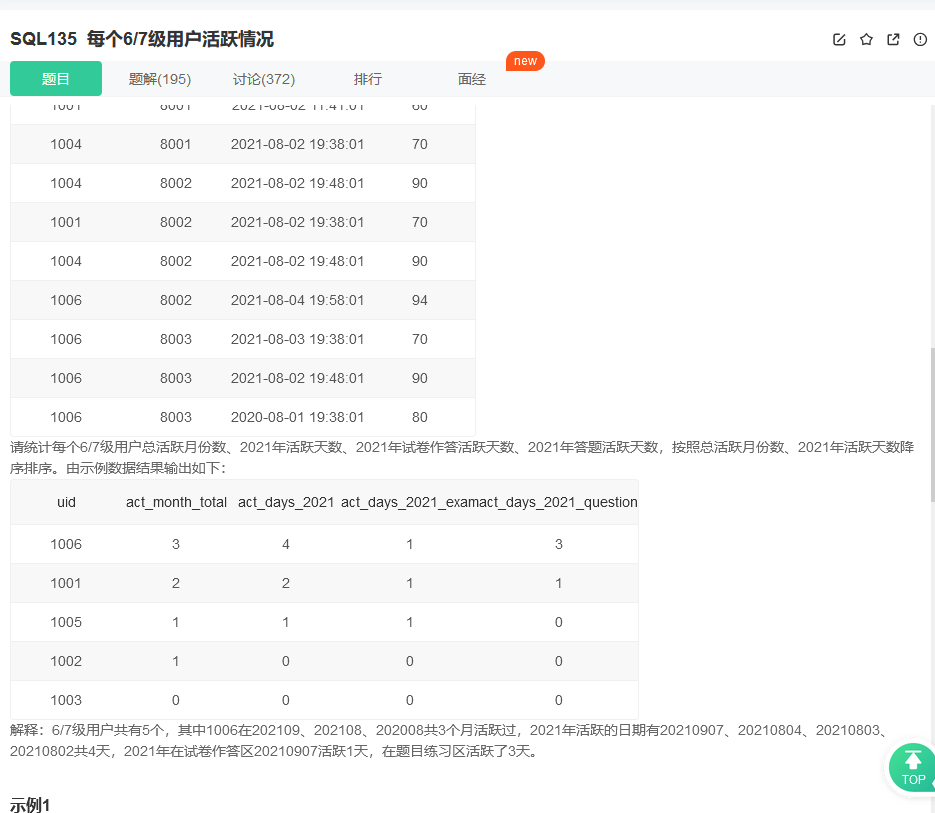 SQL135 每个6/7级用户活跃情况
题目 题解(195) 讨论(372) 排行 面经 new
1001 8001 2021-08-02 11:41:01 60
1004 8001 2021-08-02 19:38:01 70
1004 8002 2021-08-02 19:48:01 90
1001 8002 2021-08-02 19:38:01 70
1004 8002 2021-08-02 19:48:01 90
1006 8002 2021-08-04 19:58:01 94
1006 8003 2021-08-03 19:38:01 70
1006 8003 2021-08-02 19:48:01 90
1006 8003 2020-08-01 19:38:01 80
请统计每个6/7级用户总活跃月份数、2021年活跃天数、2021年试卷作答活跃天数、2021年答题活跃天数，按照总活跃月份数、2021年活跃天数降
序排序。由示例数据结果输出如下：
uid act_month_total act_days_2021 act_days_2021_exam act_days_2021_question
1006 3 4 1 3
1001 2 2 1 1
1005 1 1 1 0
1002 1 0 0 0
1003 0 0 0 0
解释：6/7级用户共有5个，其中1006在202109、202108、202008共3个月活跃过，2021年活跃的日期有20210907、20210804、20210803、
20210802共4天，2021年在试卷作答区20210907活跃1天，在题目练习区活跃了3天。
TOP
示例1